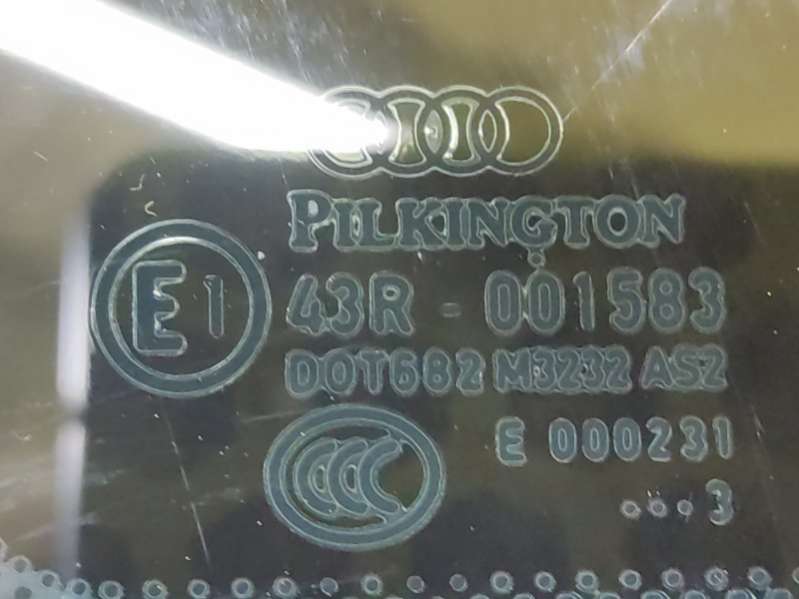 PILKINGTON
E1
43R - 001583
DOT682 M3232 AS2
CCC
E 000231
...3